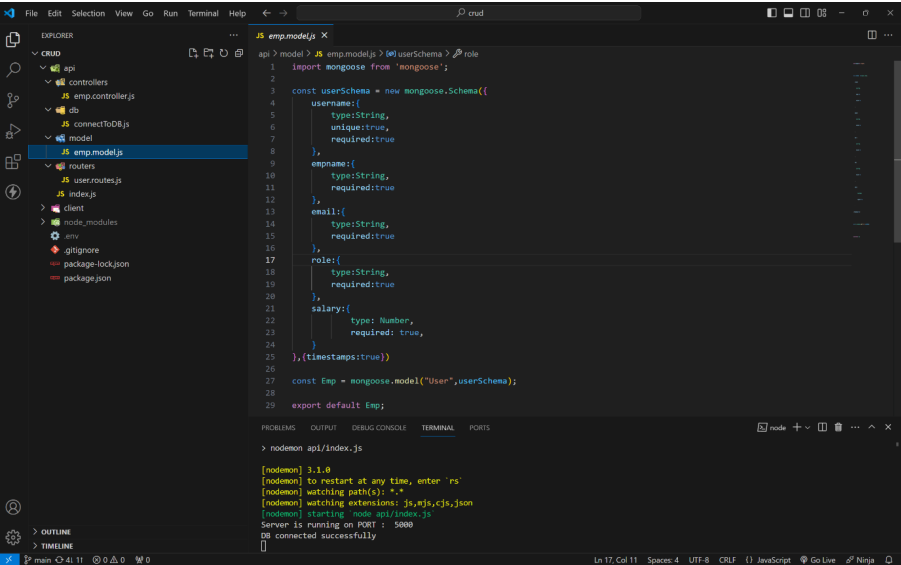 File Edit Selection View Go Run Terminal Help
crud
EXPLORER
CRUD
api
controllers
JS emp.controller.js
db
JS connectToDB.js
model
JS emp.model.js
routers
JS user.routes.js
JS index.js
client
node_modules
.env
.gitignore
package-lock.json
package.json
OUTLINE
TIMELINE
JS emp.model.js
api > model > JS emp.model.js > userSchema > role
1 import mongoose from 'mongoose';
2
3 const userSchema = new mongoose.Schema({
4 username:{
5 type:String,
6 unique:true,
7 required:true
8 },
9 empname:{
10 type:String,
11 required:true
12 },
13 email:{
14 type:String,
15 required:true
16 },
17 role:{
18 type:String,
19 required:true
20 },
21 salary:{
22 type: Number,
23 required: true,
24 }
25 },{timestamps:true})
26
27 const Emp = mongoose.model("User",userSchema);
28
29 export default Emp;
PROBLEMS OUTPUT DEBUG CONSOLE TERMINAL PORTS
node
> nodemon api/index.js
[nodemon] 3.1.0
[nodemon] to restart at any time, enter `rs`
[nodemon] watching path(s): *.*
[nodemon] watching extensions: js,mjs,cjs,json
[nodemon] starting `node api/index.js`
Server is running on PORT : 5000
DB connected successfully
main 4↓ 1↑ 0 0 0 Ln 17, Col 11 Spaces: 4 UTF-8 CRLF {} JavaScript Go Live Ninja